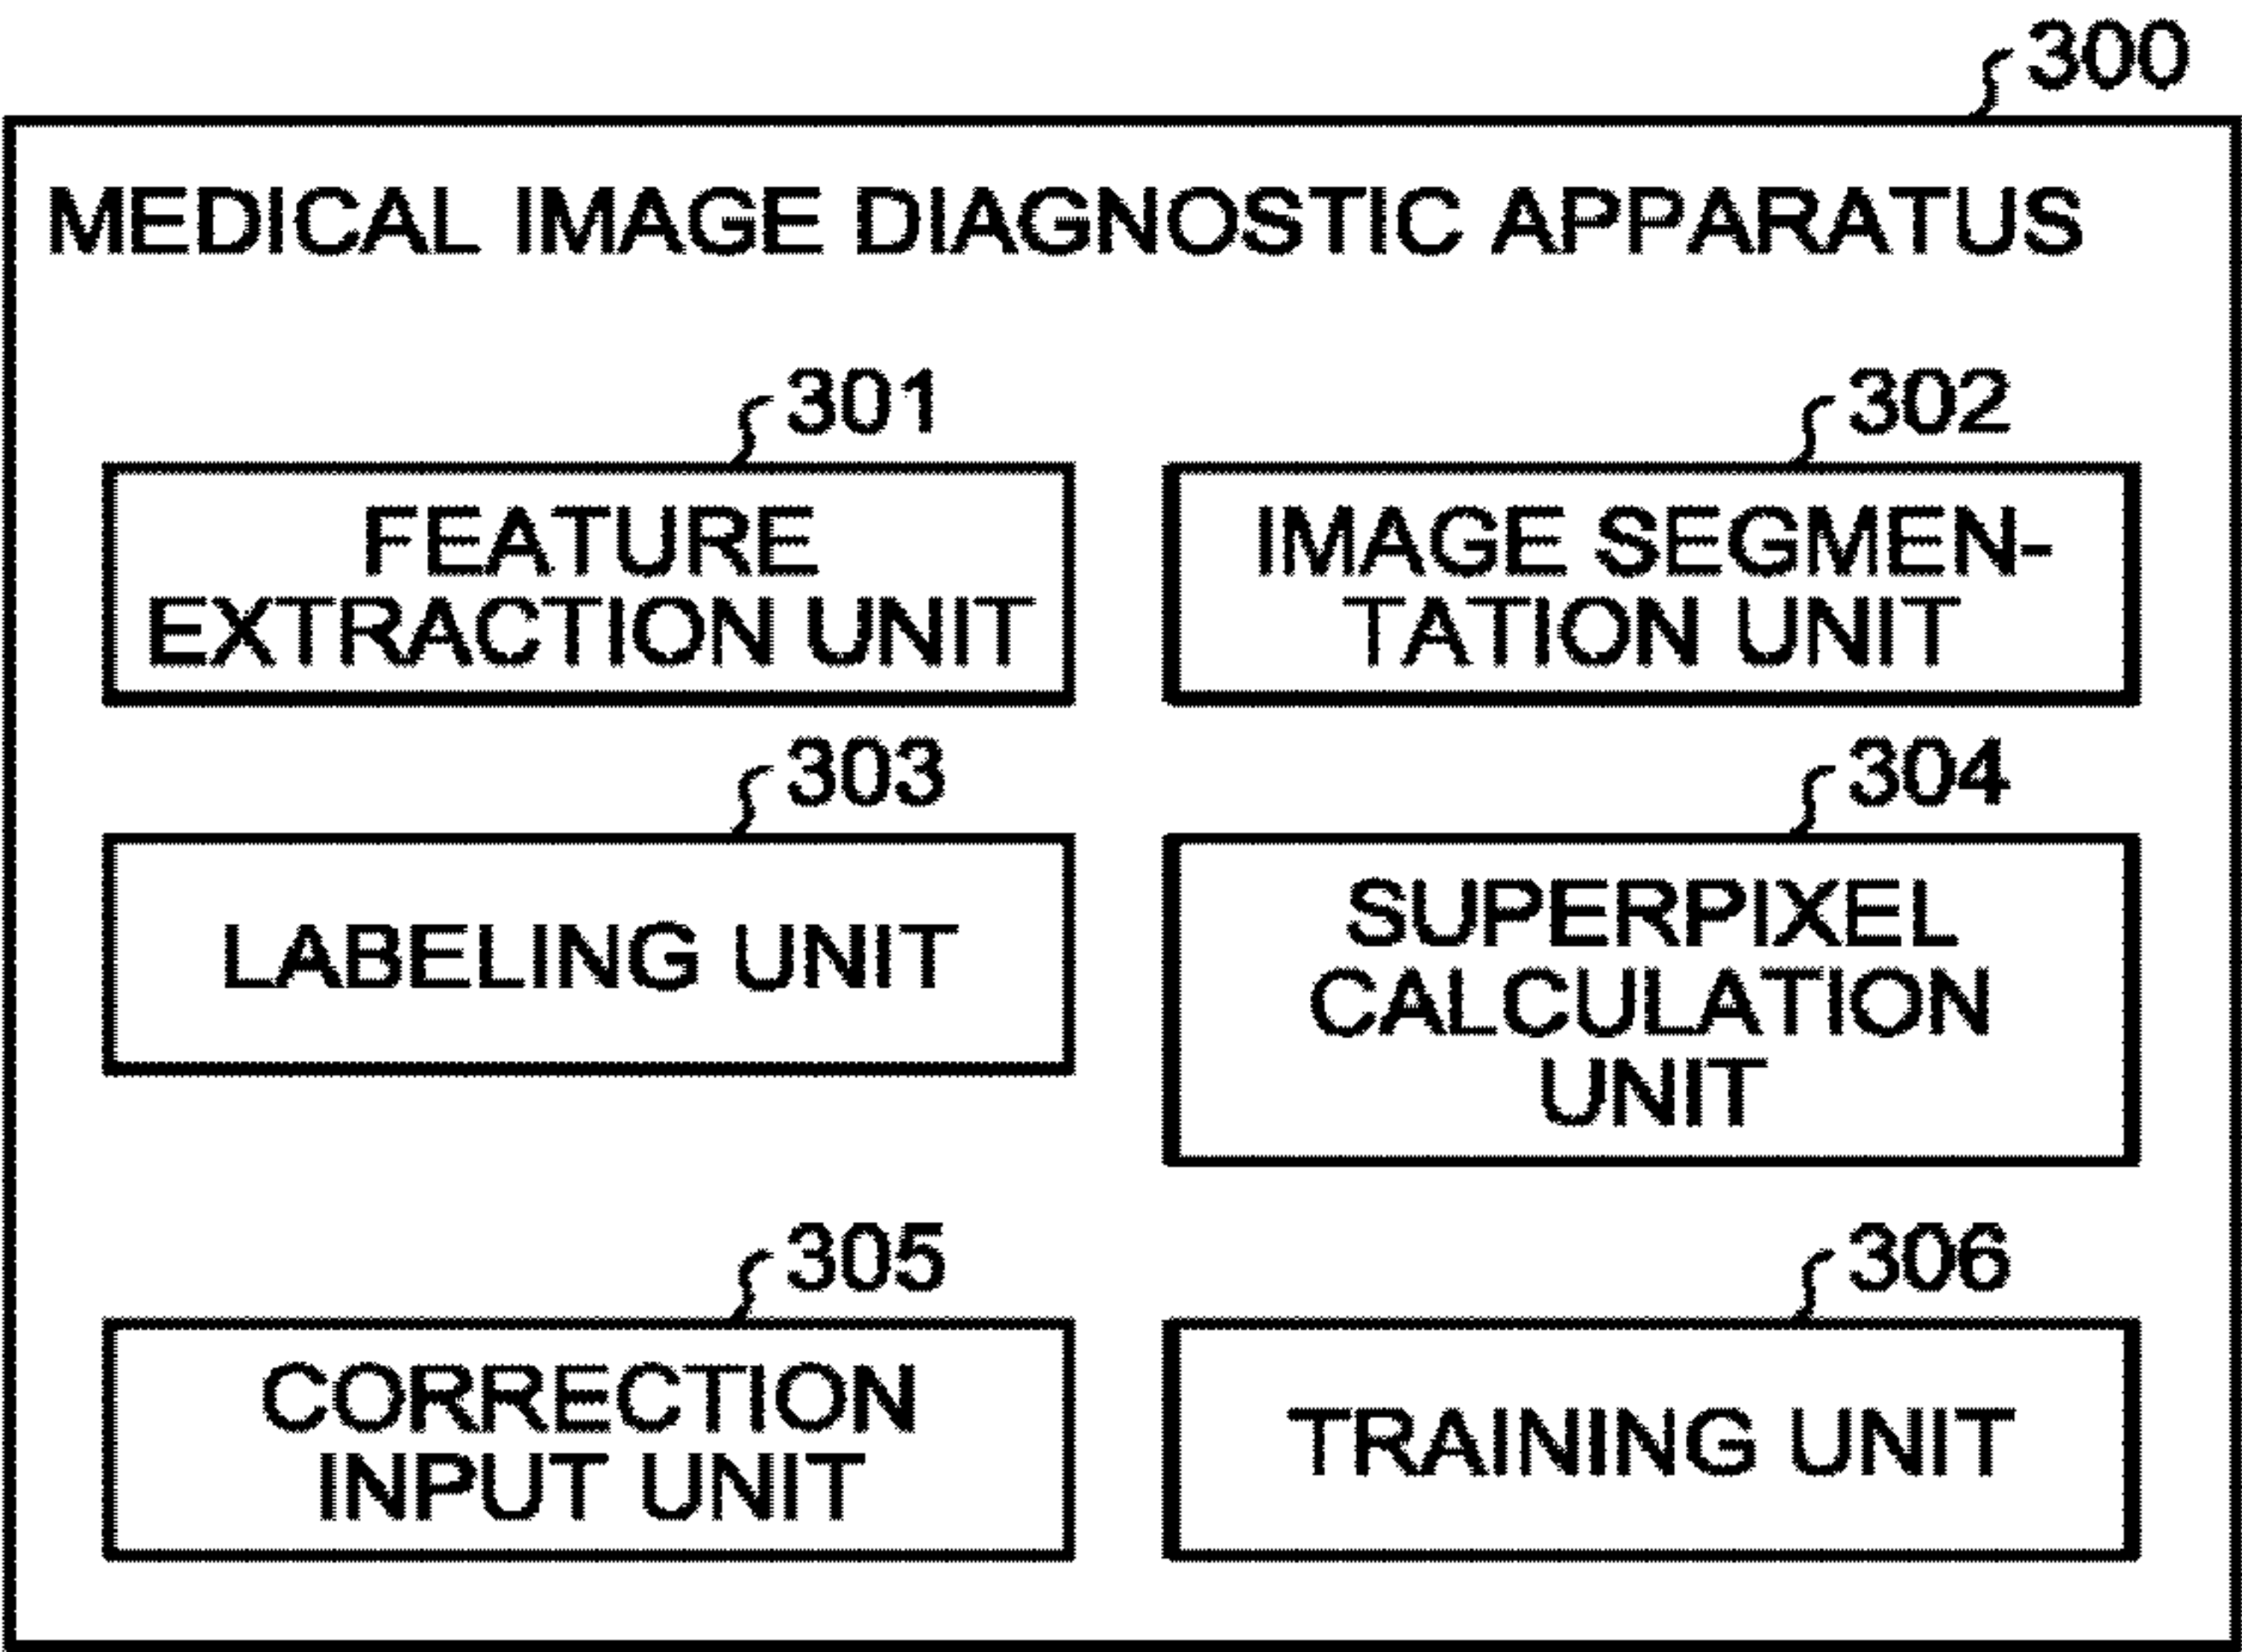 300
MEDICAL IMAGE DIAGNOSTIC APPARATUS
301
FEATURE
EXTRACTION UNIT
302
IMAGE SEGMEN-
TATION UNIT
303
LABELING UNIT
304
SUPERPIXEL
CALCULATION
UNIT
305
CORRECTION
INPUT UNIT
306
TRAINING UNIT